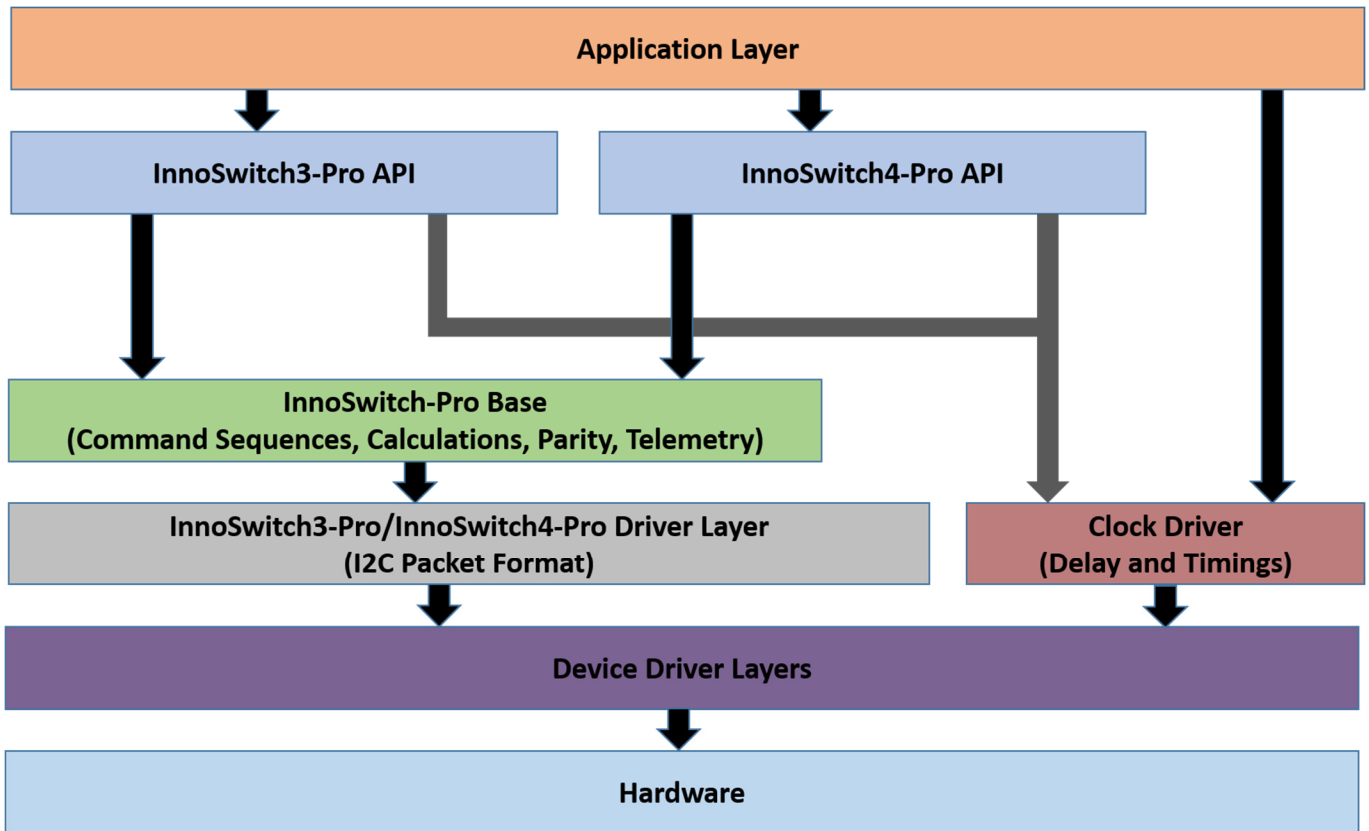 Application Layer
InnoSwitch3-Pro API
InnoSwitch4-Pro API
InnoSwitch-Pro Base
(Command Sequences, Calculations, Parity, Telemetry)
InnoSwitch3-Pro/InnoSwitch4-Pro Driver Layer
(I2C Packet Format)
Clock Driver
(Delay and Timings)
Device Driver Layers
Hardware